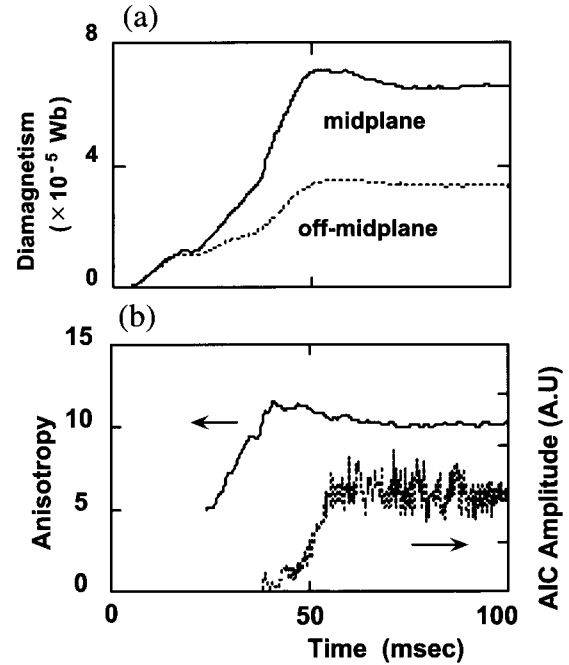 (a)
8
4
0
Diamagnetism
(× 10⁻⁵ Wb)
midplane
off-midplane
(b)
15
10
5
0
Anisotropy
AIC Amplitude (A.U)
0
50
100
Time (msec)